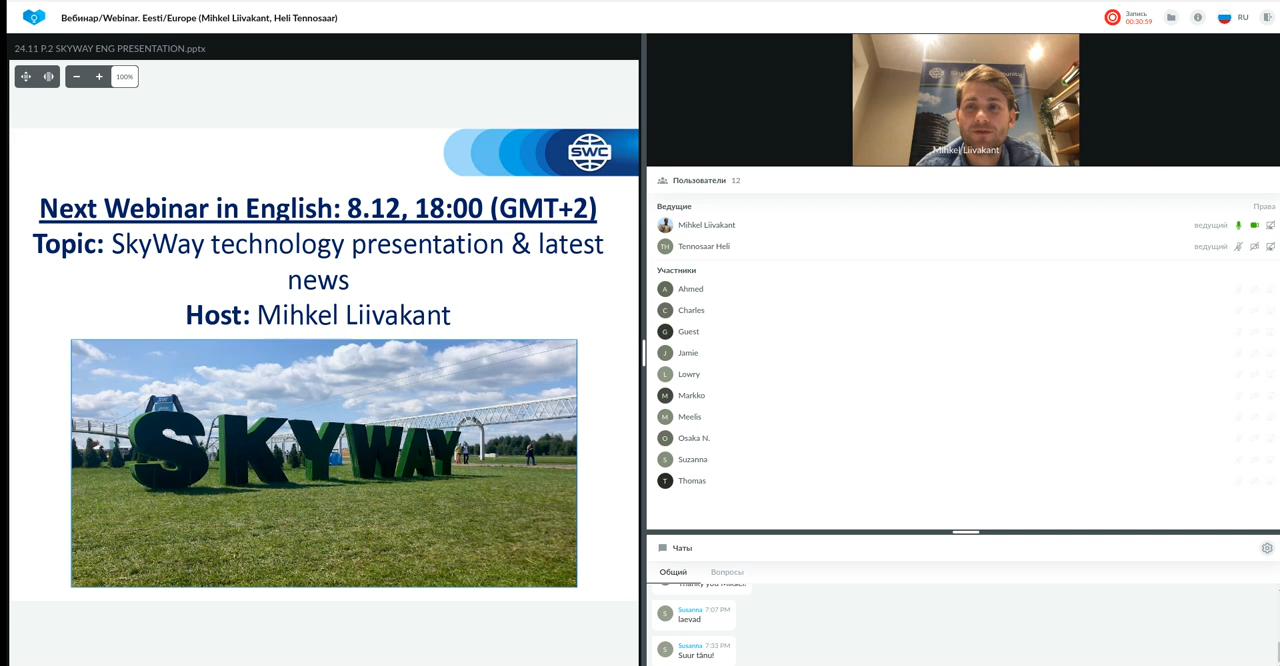 Вебинар/Webinar. Eesti/Europe (Mihkel Liivakant, Heli Tennosaar)
Запись
00:30:59
RU
24.11 P.2 SKYWAY ENG PRESENTATION.pptx
100%
SWC
Next Webinar in English: 8.12, 18:00 (GMT+2)
Topic: SkyWay technology presentation & latest
news
Host: Mihkel Liivakant
SKYWAY
Mihkel Liivakant
Пользователи 12
Ведущие Права
Mihkel Liivakant ведущий
TH Tennosaar Heli ведущий
Участники
A Ahmed
C Charles
G Guest
J Jamie
L Lowry
M Markko
M Meelis
O Osaka N.
S Suzanna
T Thomas
Чаты
Общий Вопросы
S Susanna 7:07 PM
laevad
S Susanna 7:33 PM
Suur tänu!